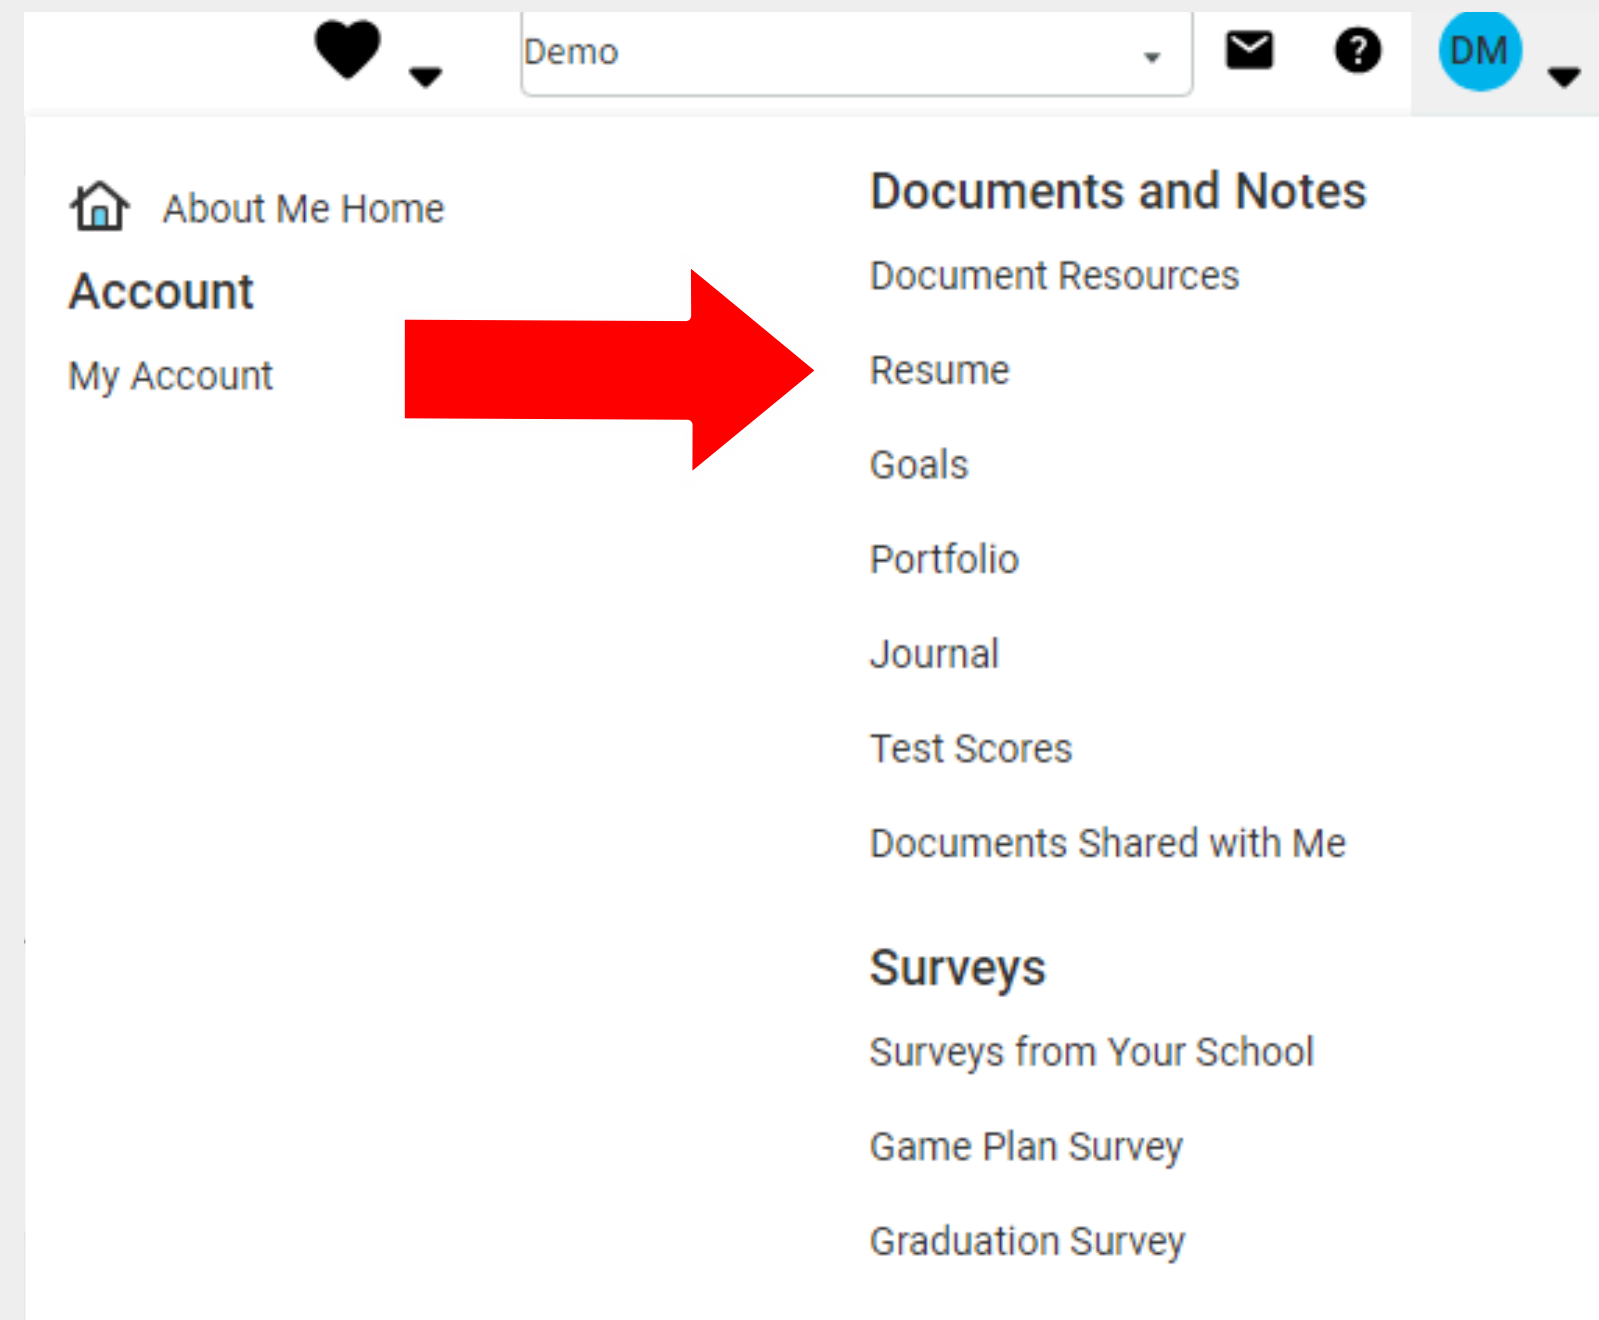 Demo
?
DM
About Me Home
Account
My Account
Documents and Notes
Document Resources
Resume
Goals
Portfolio
Journal
Test Scores
Documents Shared with Me
Surveys
Surveys from Your School
Game Plan Survey
Graduation Survey